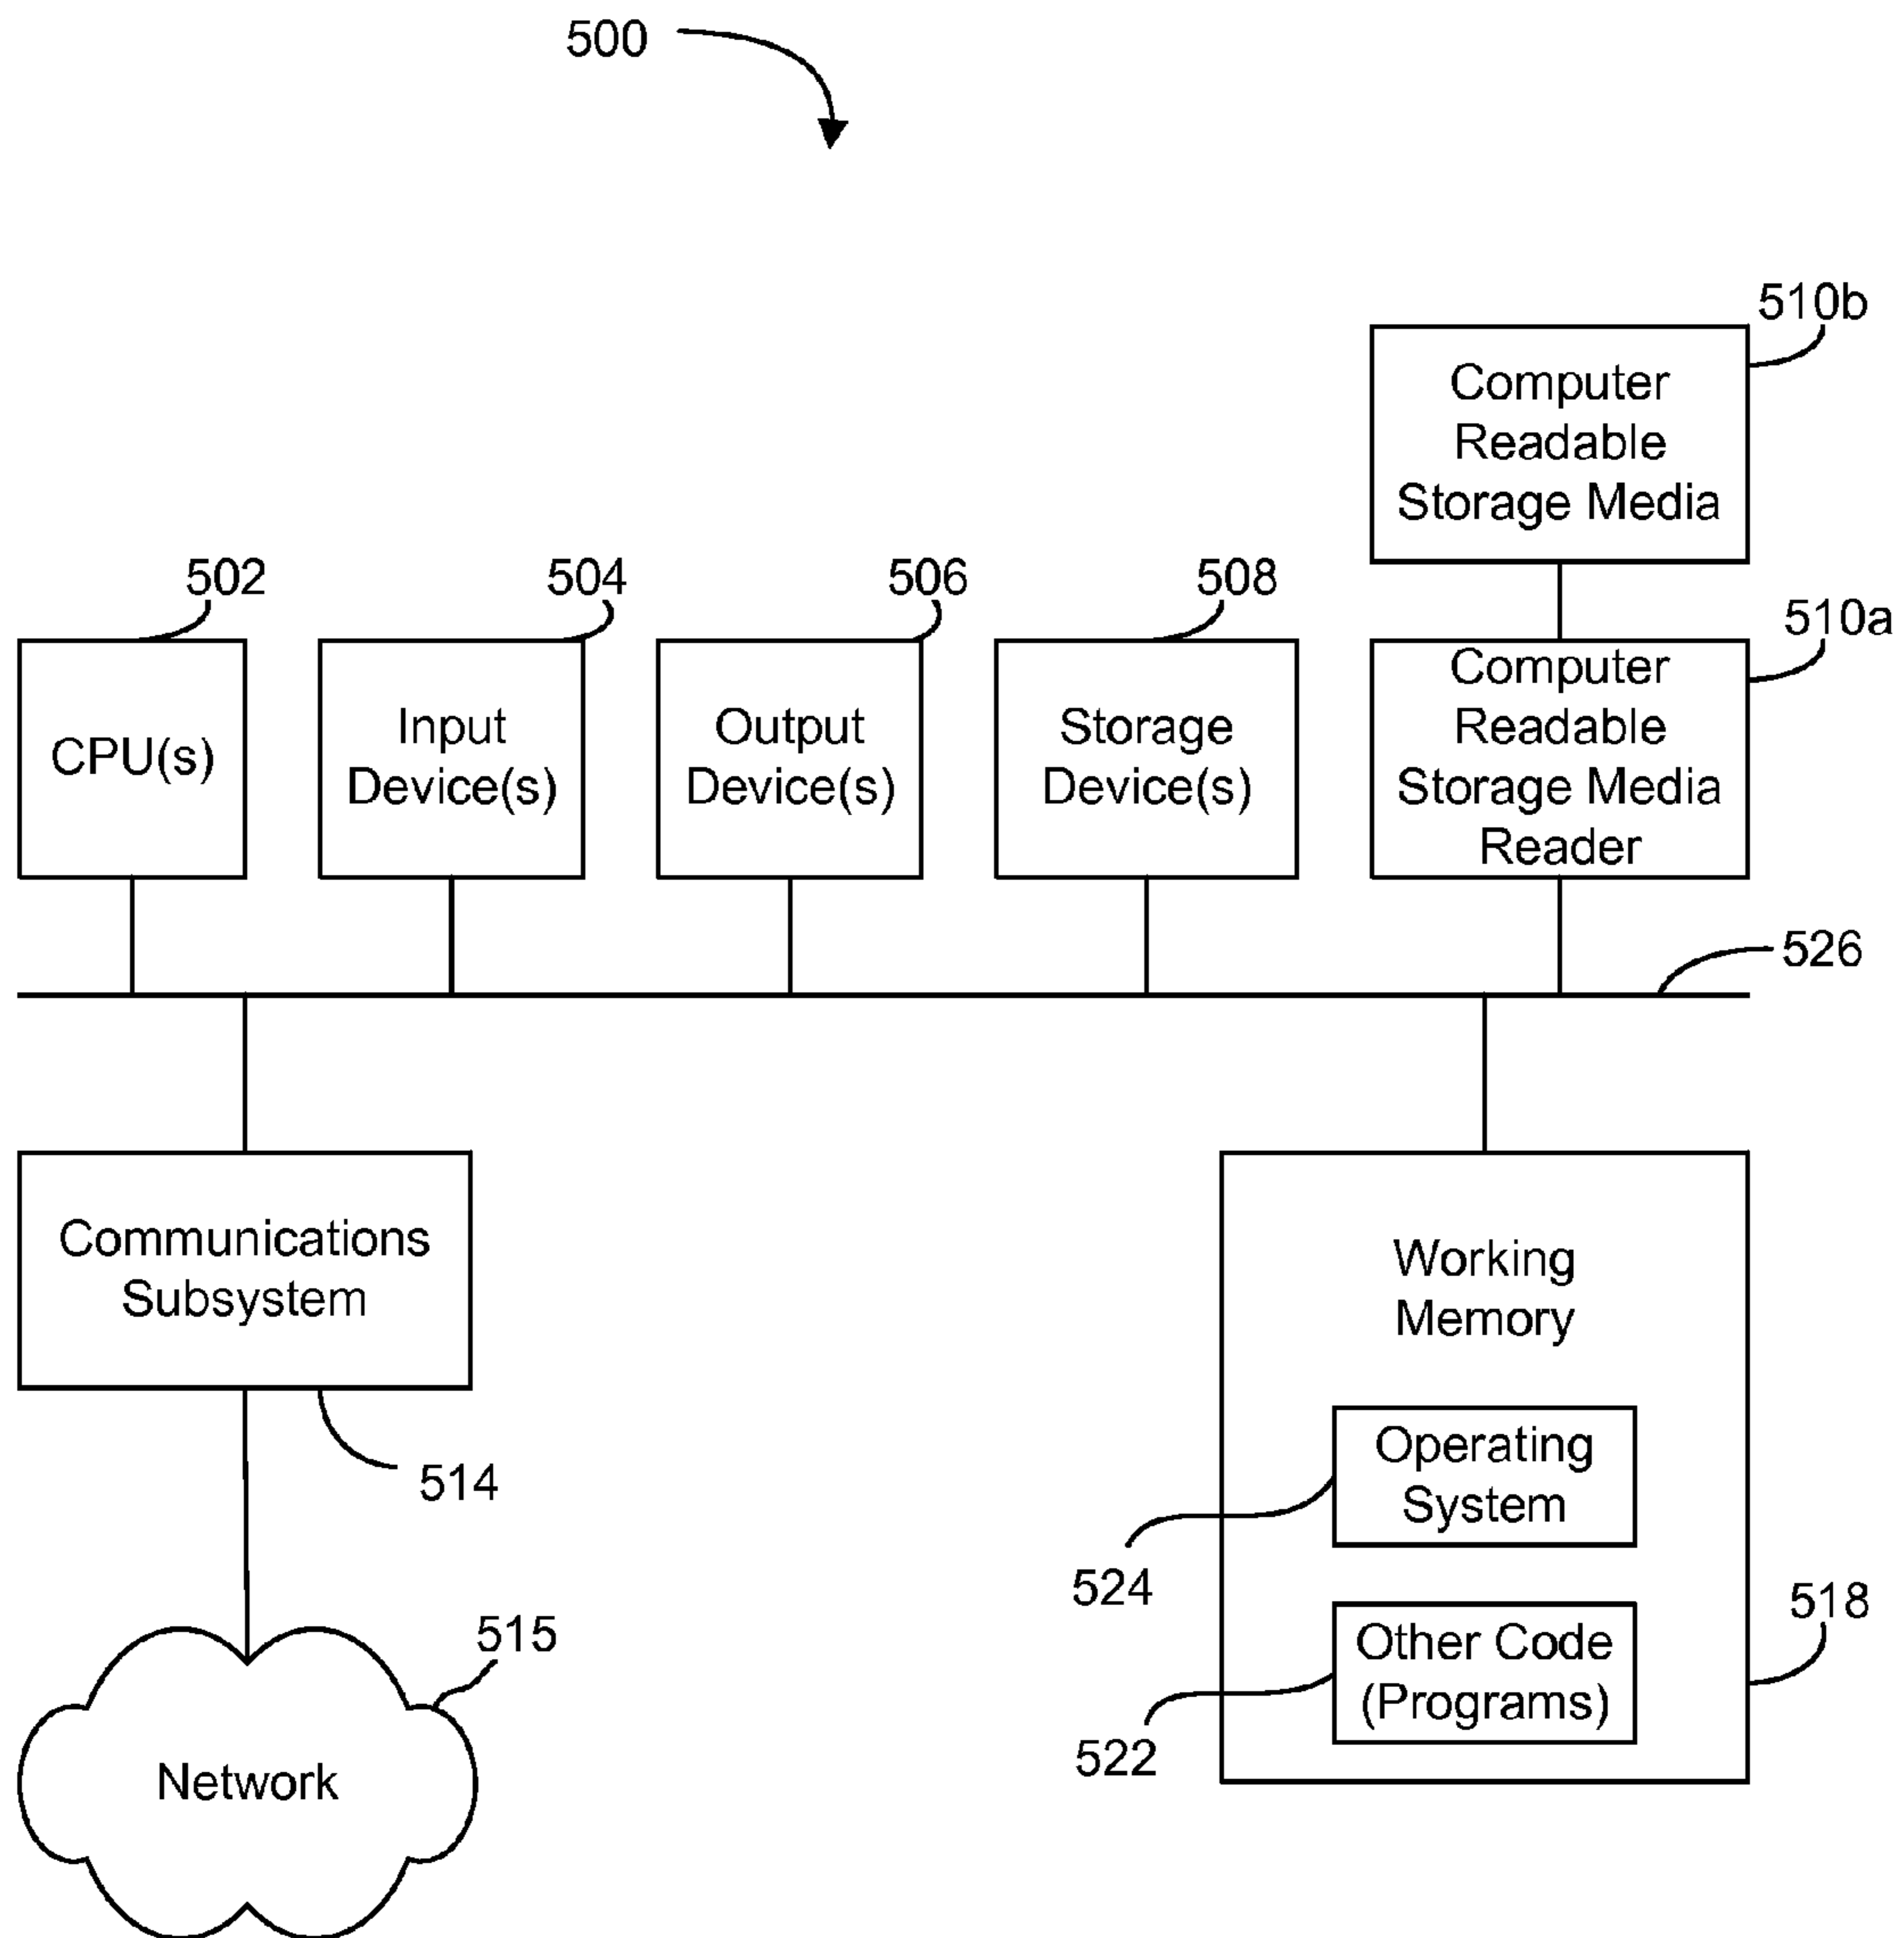 500
510b
Computer
Readable
Storage Media
502
504
506
508
510a
CPU(s)
Input
Device(s)
Output
Device(s)
Storage
Device(s)
Computer
Readable
Storage Media
Reader
526
Communications
Subsystem
514
Working
Memory
Operating
System
524
Other Code
(Programs)
522
518
515
Network